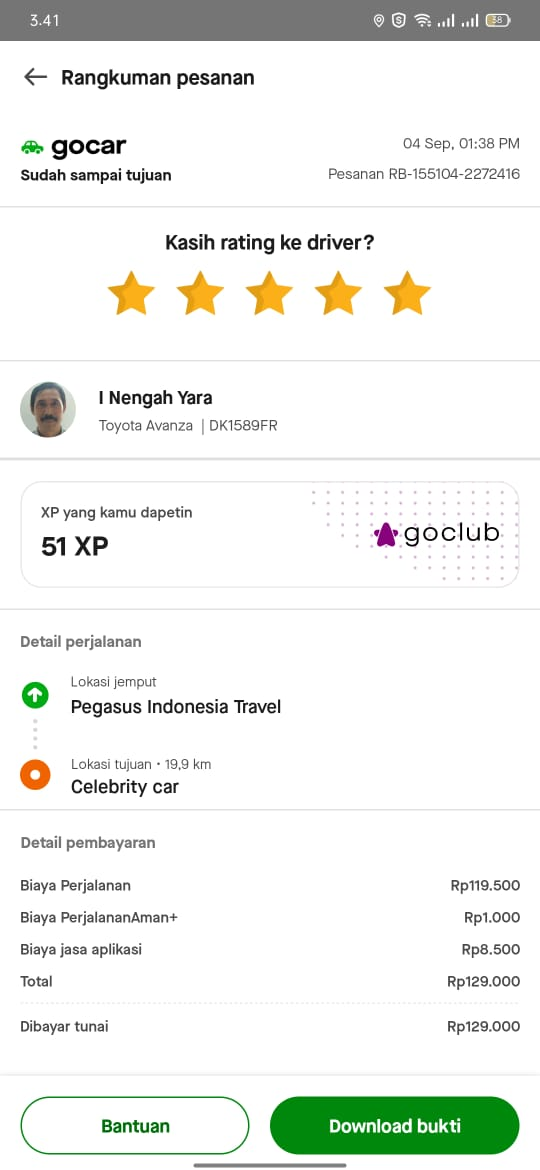 3.41
38
Rangkuman pesanan
gocar
04 Sep, 01:38 PM
Sudah sampai tujuan
Pesanan RB-155104-2272416
Kasih rating ke driver?
I Nengah Yara
Toyota Avanza | DK1589FR
XP yang kamu dapetin
51 XP
goclub
Detail perjalanan
Lokasi jemput
Pegasus Indonesia Travel
Lokasi tujuan • 19,9 km
Celebrity car
Detail pembayaran
Biaya Perjalanan Rp119.500
Biaya PerjalananAman+ Rp1.000
Biaya jasa aplikasi Rp8.500
Total Rp129.000
Dibayar tunai Rp129.000
Bantuan
Download bukti